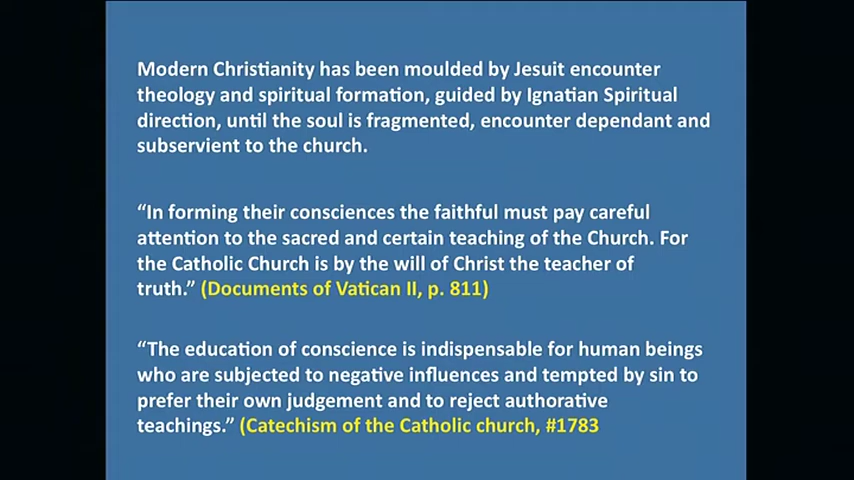 Modern Christianity has been moulded by Jesuit encounter
theology and spiritual formation, guided by Ignatian Spiritual
direction, until the soul is fragmented, encounter dependant and
subservient to the church.
“In forming their consciences the faithful must pay careful
attention to the sacred and certain teaching of the Church. For
the Catholic Church is by the will of Christ the teacher of
truth.” (Documents of Vatican II, p. 811)
“The education of conscience is indispensable for human beings
who are subjected to negative influences and tempted by sin to
prefer their own judgement and to reject authorative
teachings.” (Catechism of the Catholic church, #1783